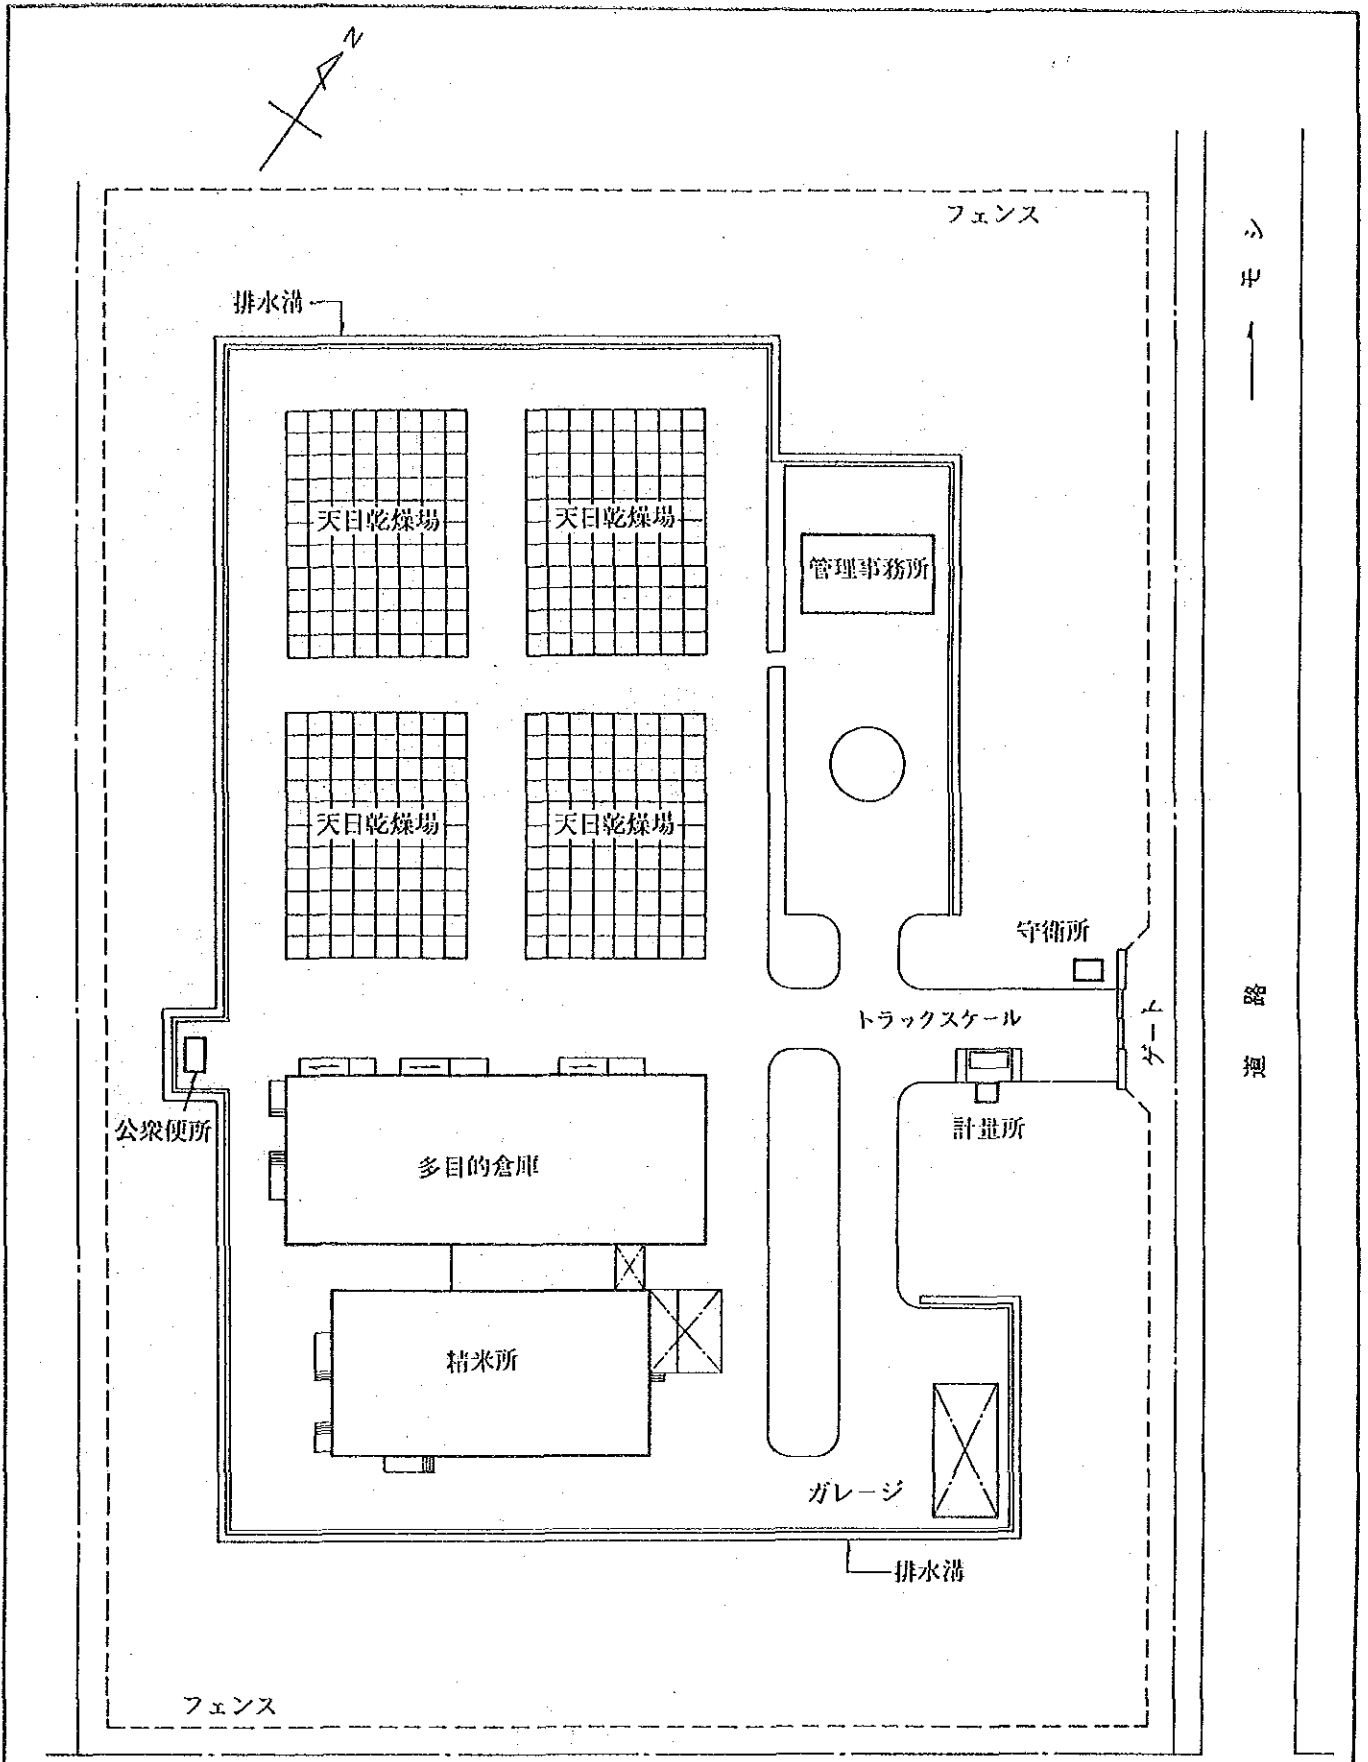 N
フェンス
モシ
排水溝
天日乾燥場
天日乾燥場
管理事務所
天日乾燥場
天日乾燥場
守衛所
トラックスケール
ゲート
道路
計量所
公衆便所
多目的倉庫
精米所
ガレージ
排水溝
フェンス